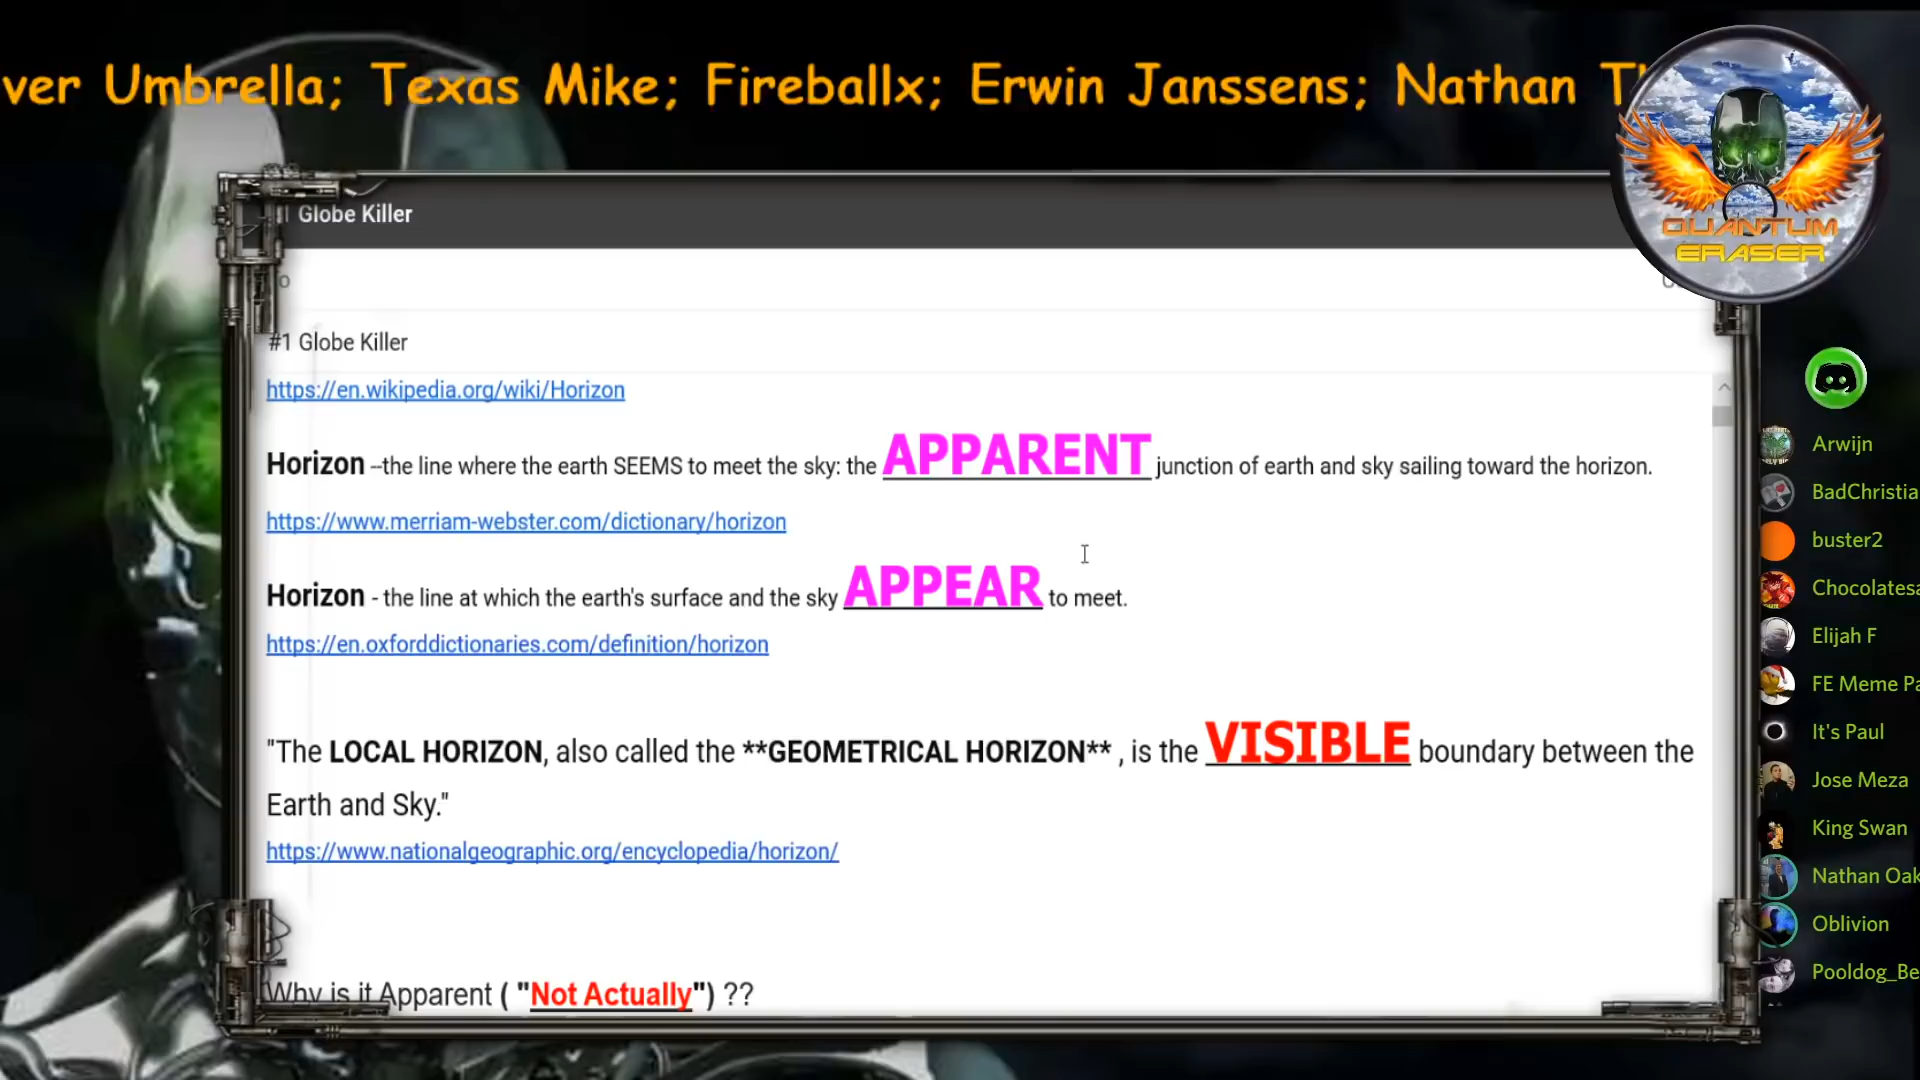 ver Umbrella; Texas Mike; Fireballx; Erwin Janssens; Nathan T
QUANTUM
ERASER
Globe Killer
#1 Globe Killer
https://en.wikipedia.org/wiki/Horizon
Horizon --the line where the earth SEEMS to meet the sky: the APPARENT junction of earth and sky sailing toward the horizon.
https://www.merriam-webster.com/dictionary/horizon
Horizon - the line at which the earth's surface and the sky APPEAR to meet.
https://en.oxforddictionaries.com/definition/horizon
"The LOCAL HORIZON, also called the **GEOMETRICAL HORIZON** , is the VISIBLE boundary between the
Earth and Sky."
https://www.nationalgeographic.org/encyclopedia/horizon/
Why is it Apparent ( "Not Actually") ??
Arwijn
BadChristia
buster2
Chocolatesa
Elijah F
FE Meme Pa
It's Paul
Jose Meza
King Swan
Nathan Oak
Oblivion
Pooldog_Be